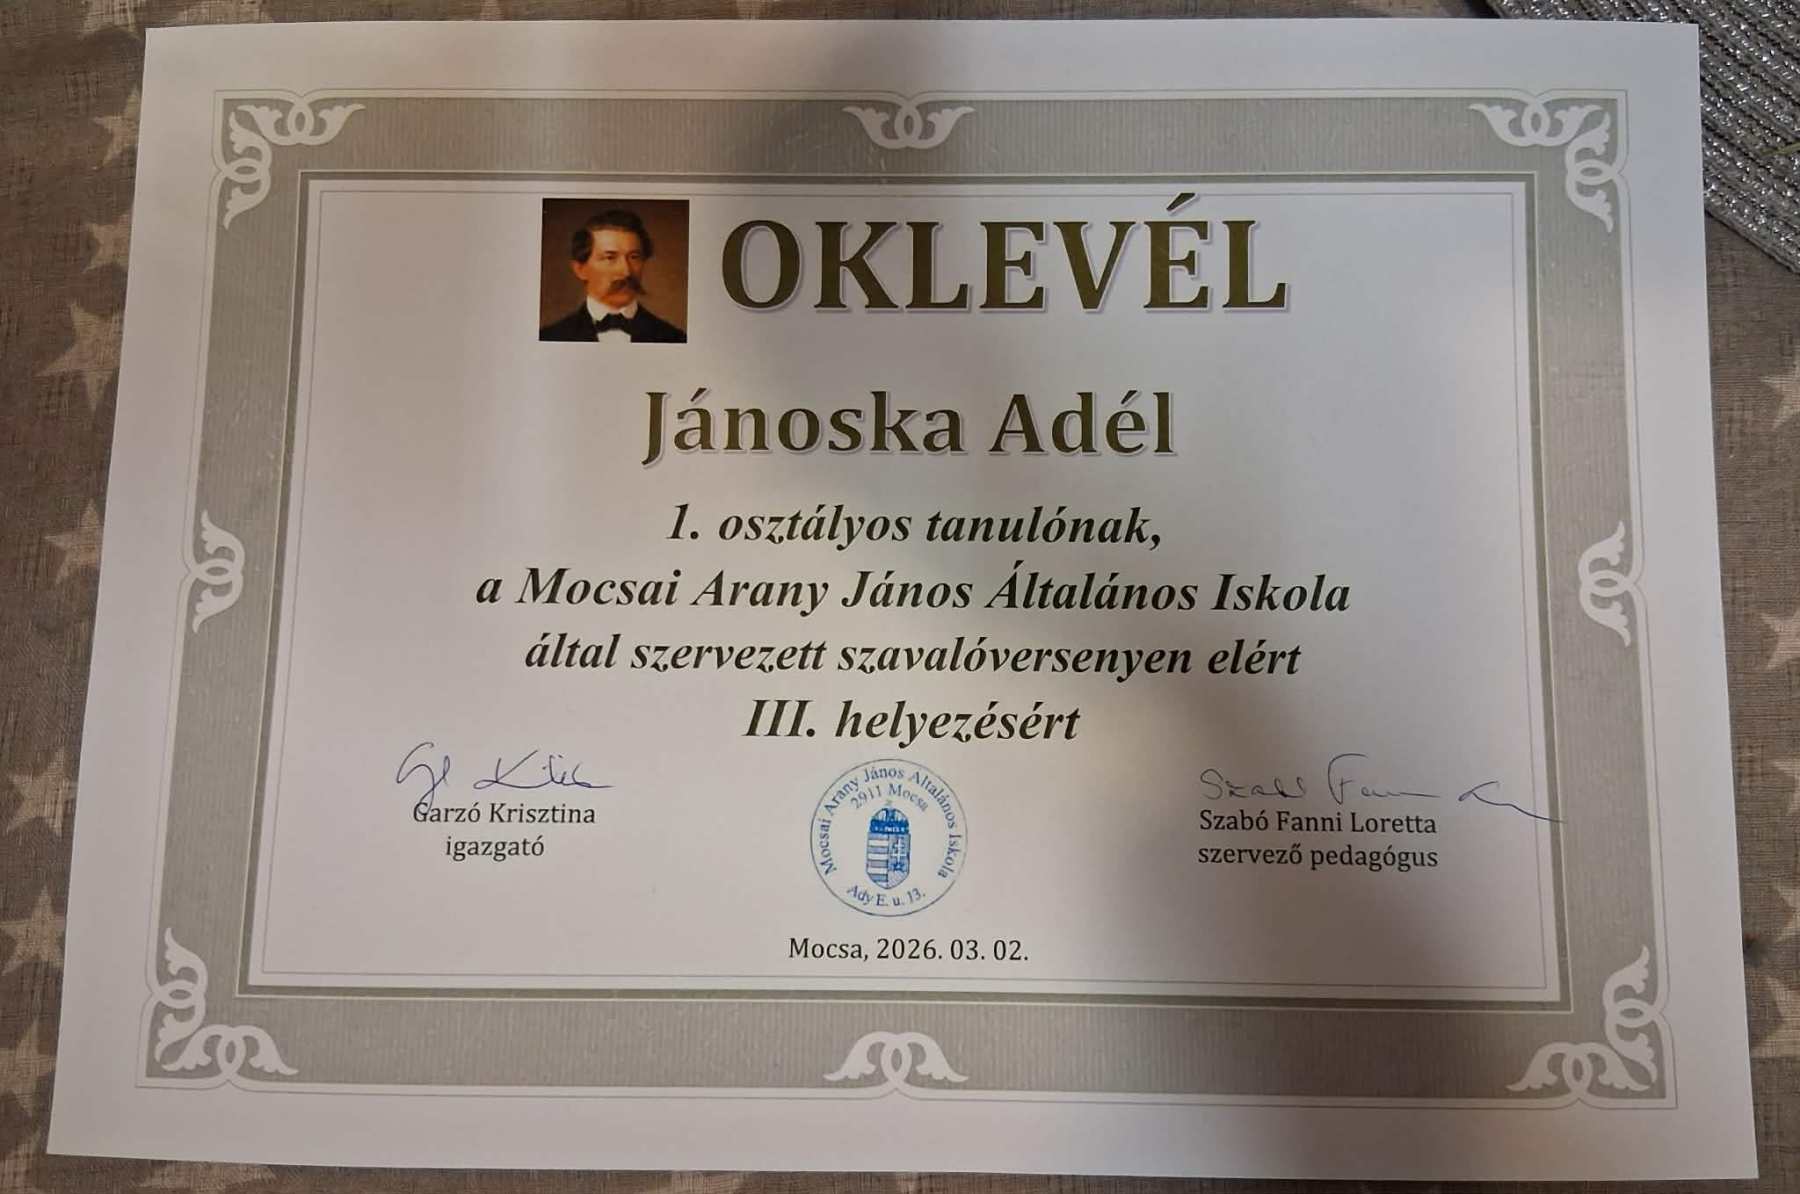 OKLEVÉL
Jánoska Adél
1. osztályos tanulónak,
a Mocsai Arany János Általános Iskola
által szervezett szavalóversenyen elért
III. helyezésért
Garzó Krisztina
igazgató
Mocsai Arany János Általános Iskola
2911 Mocsa
Ady E. u. 13.
Szabó Fanni Loretta
szervező pedagógus
Mocsa, 2026. 03. 02.